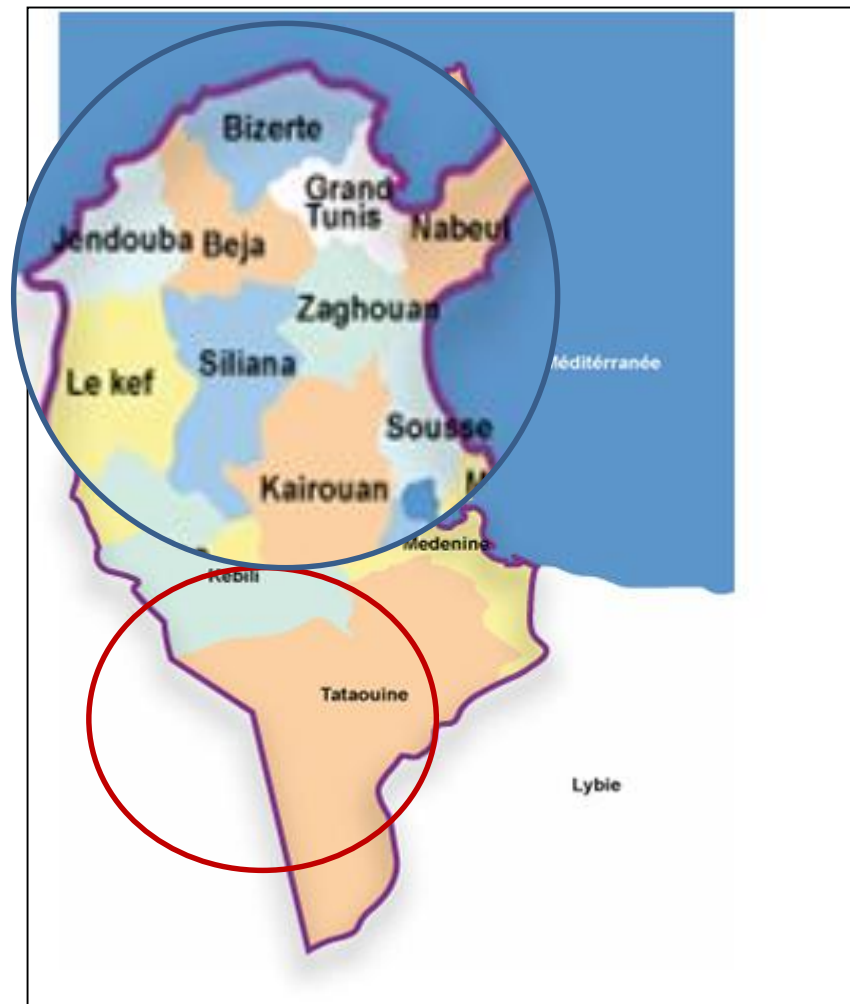 Bizerte
Grand
Tunis
Nabeul
Jendouba
Beja
Zaghouan
Siliana
Méditérranée
Le kef
Sousse
Kairouan
Medenine
Kebili
Tataouine
Lybie